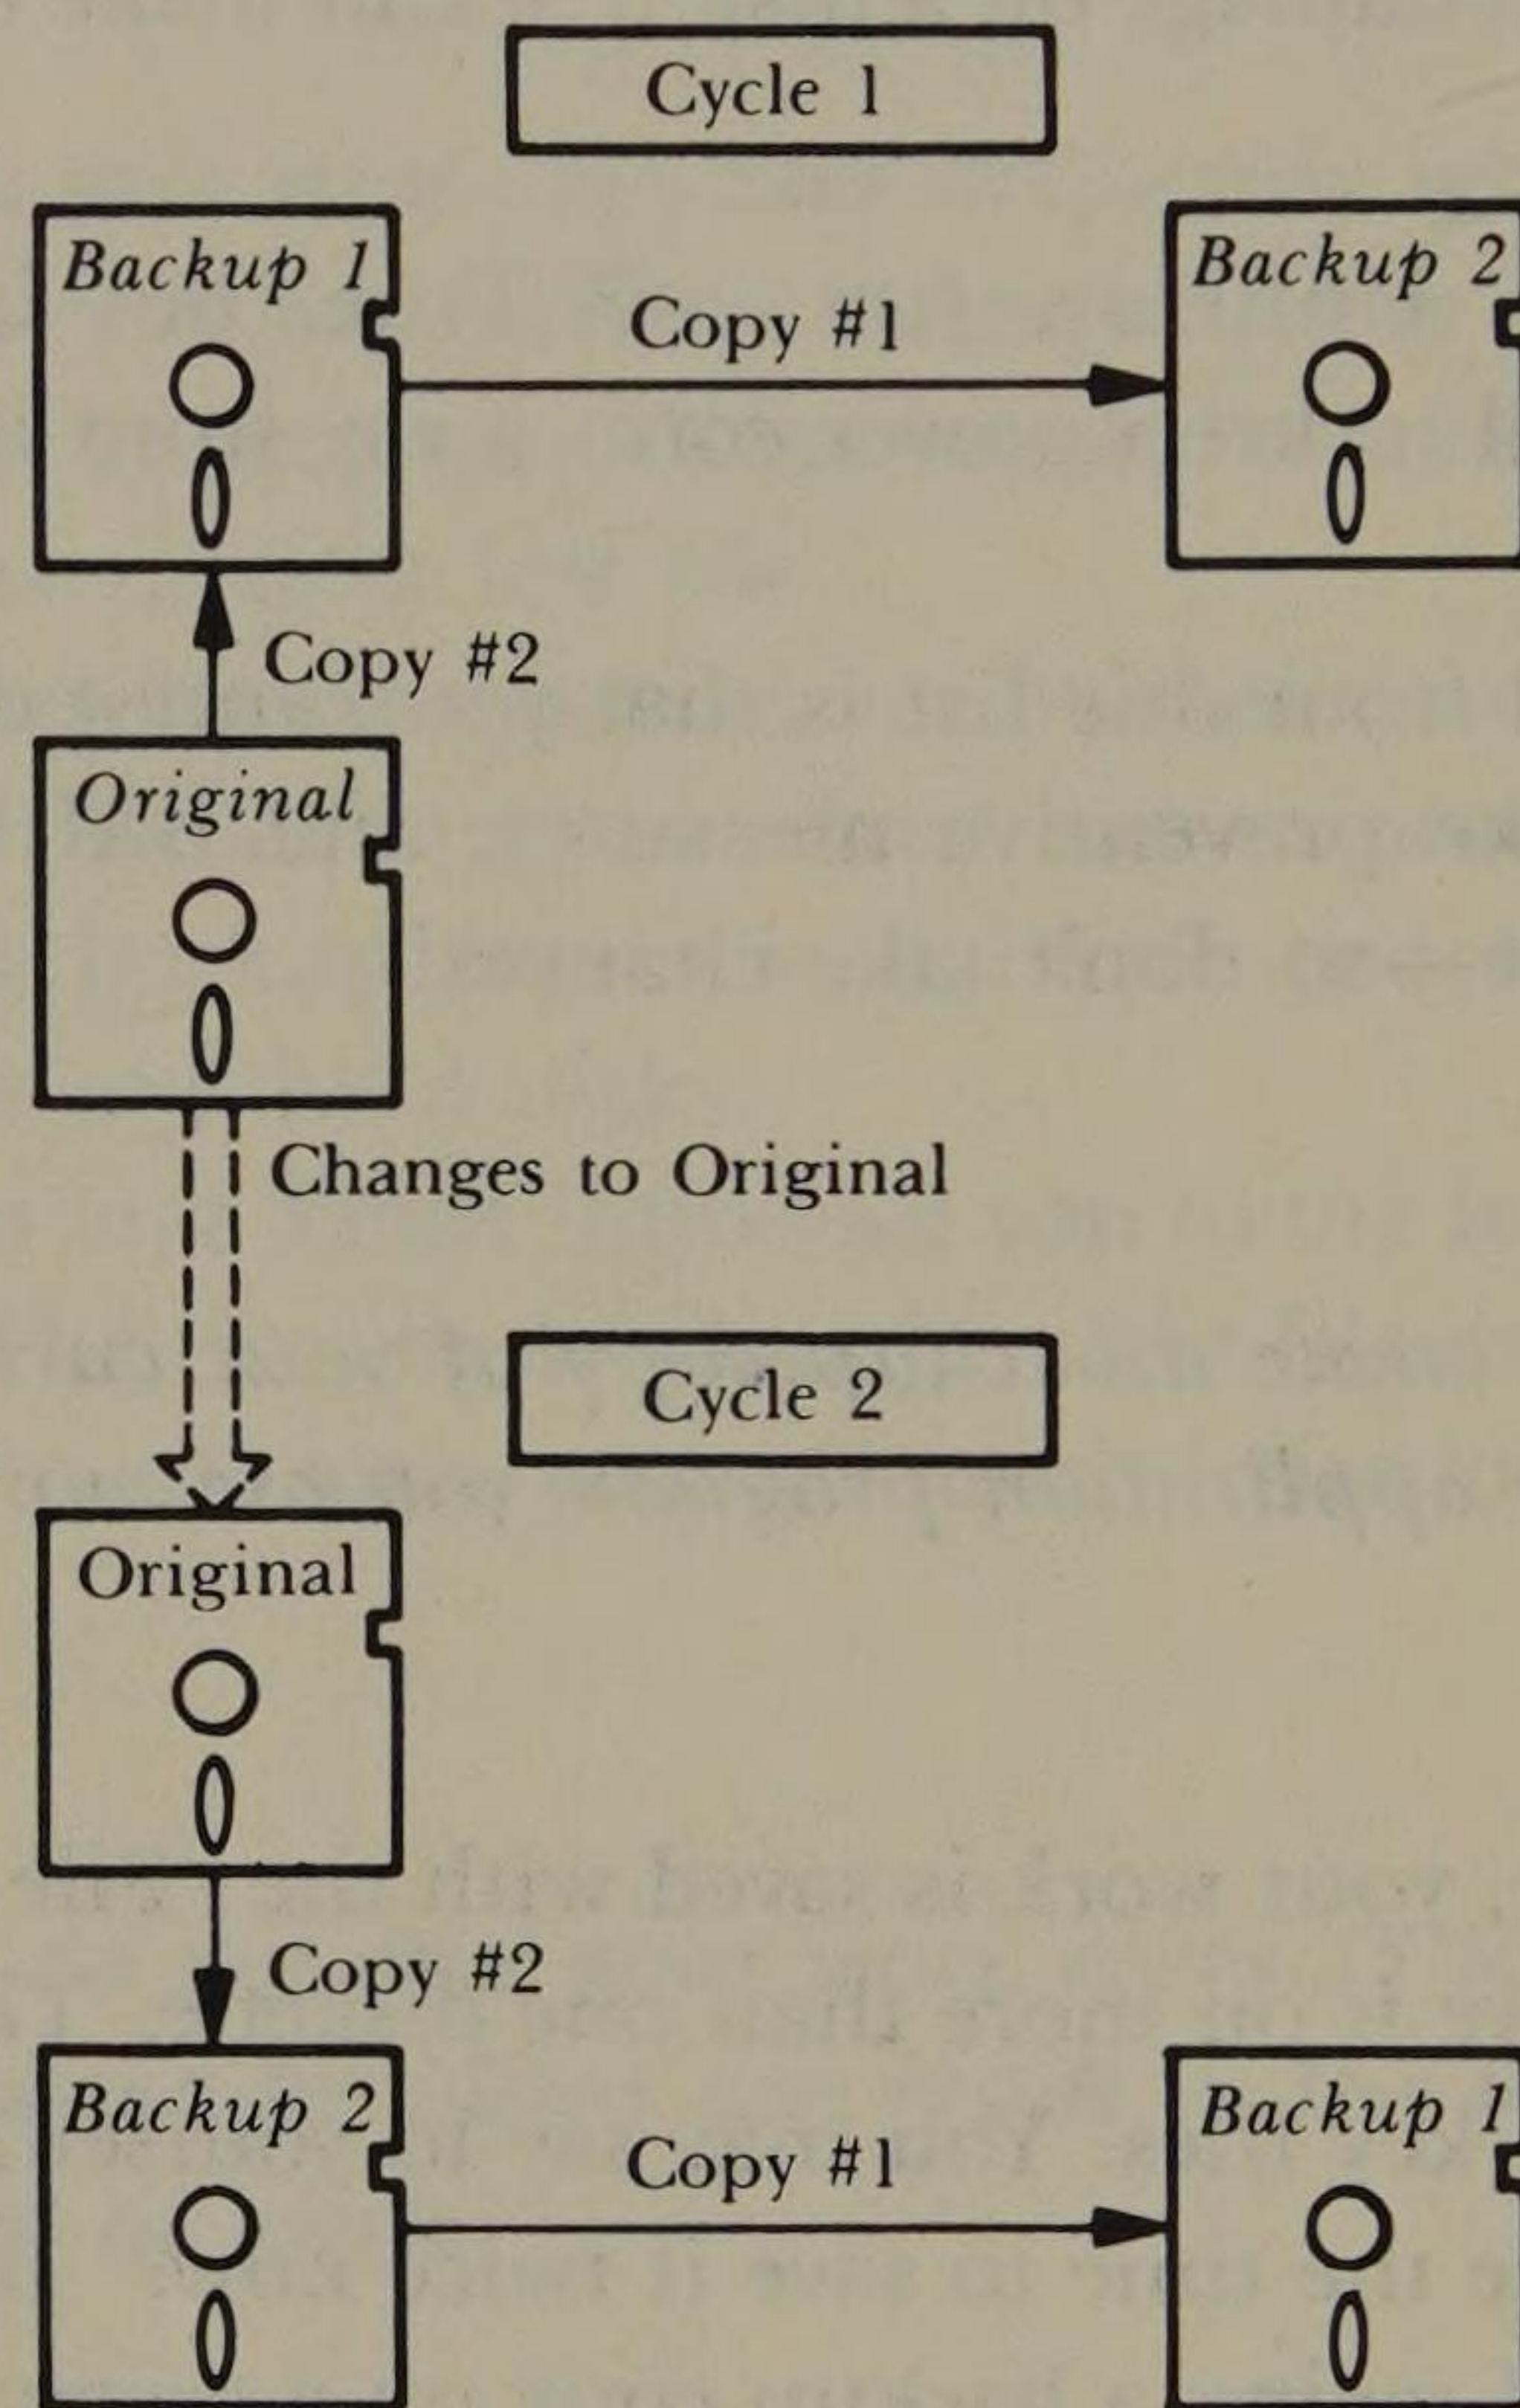 Cycle 1
Backup 1
Backup 2
Copy #1
Copy #2
Original
Changes to Original
Cycle 2
Original
Copy #2
Backup 2
Backup 1
Copy #1